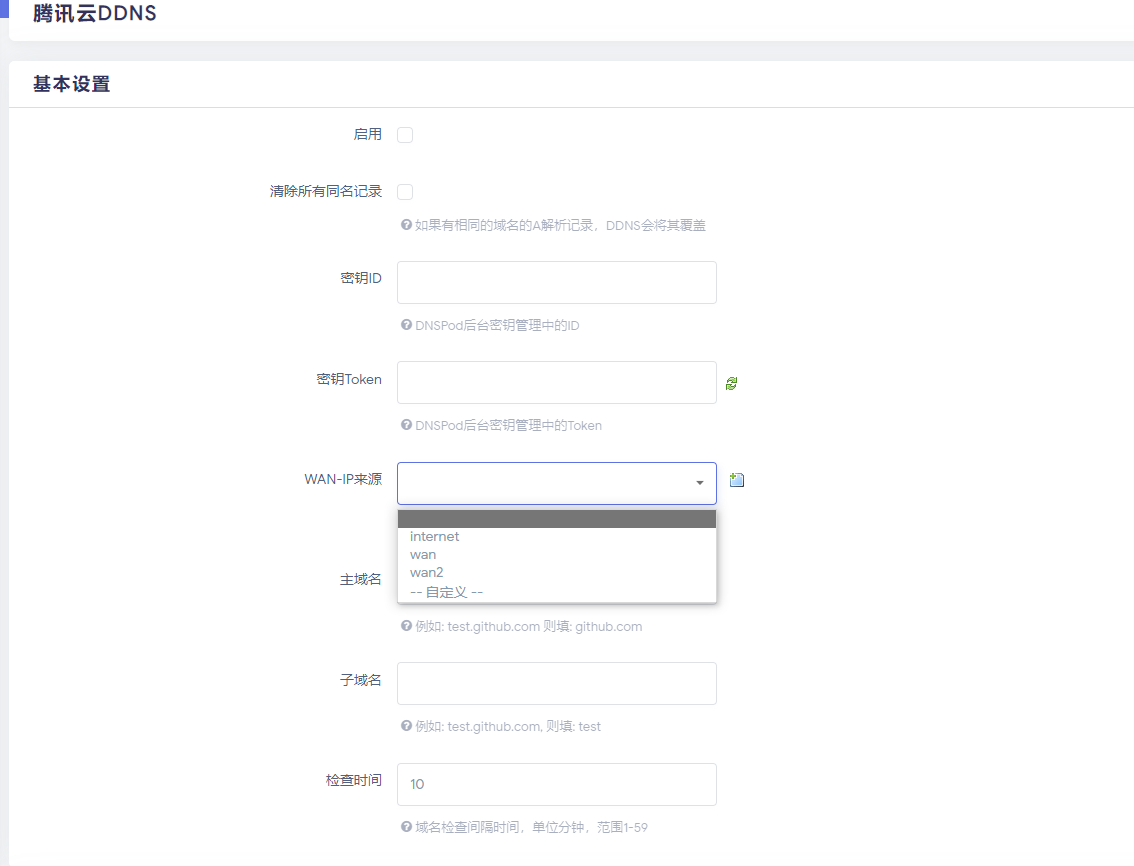 腾讯云DDNS
基本设置
启用
清除所有同名记录
如果有相同的域名的A解析记录，DDNS会将其覆盖
密钥ID
DNSPod后台密钥管理中的ID
密钥Token
DNSPod后台密钥管理中的Token
WAN-IP来源
internet
wan
wan2
-- 自定义 --
主域名
例如: test.github.com 则填: github.com
子域名
例如: test.github.com, 则填: test
检查时间
10
域名检查间隔时间，单位分钟，范围1-59